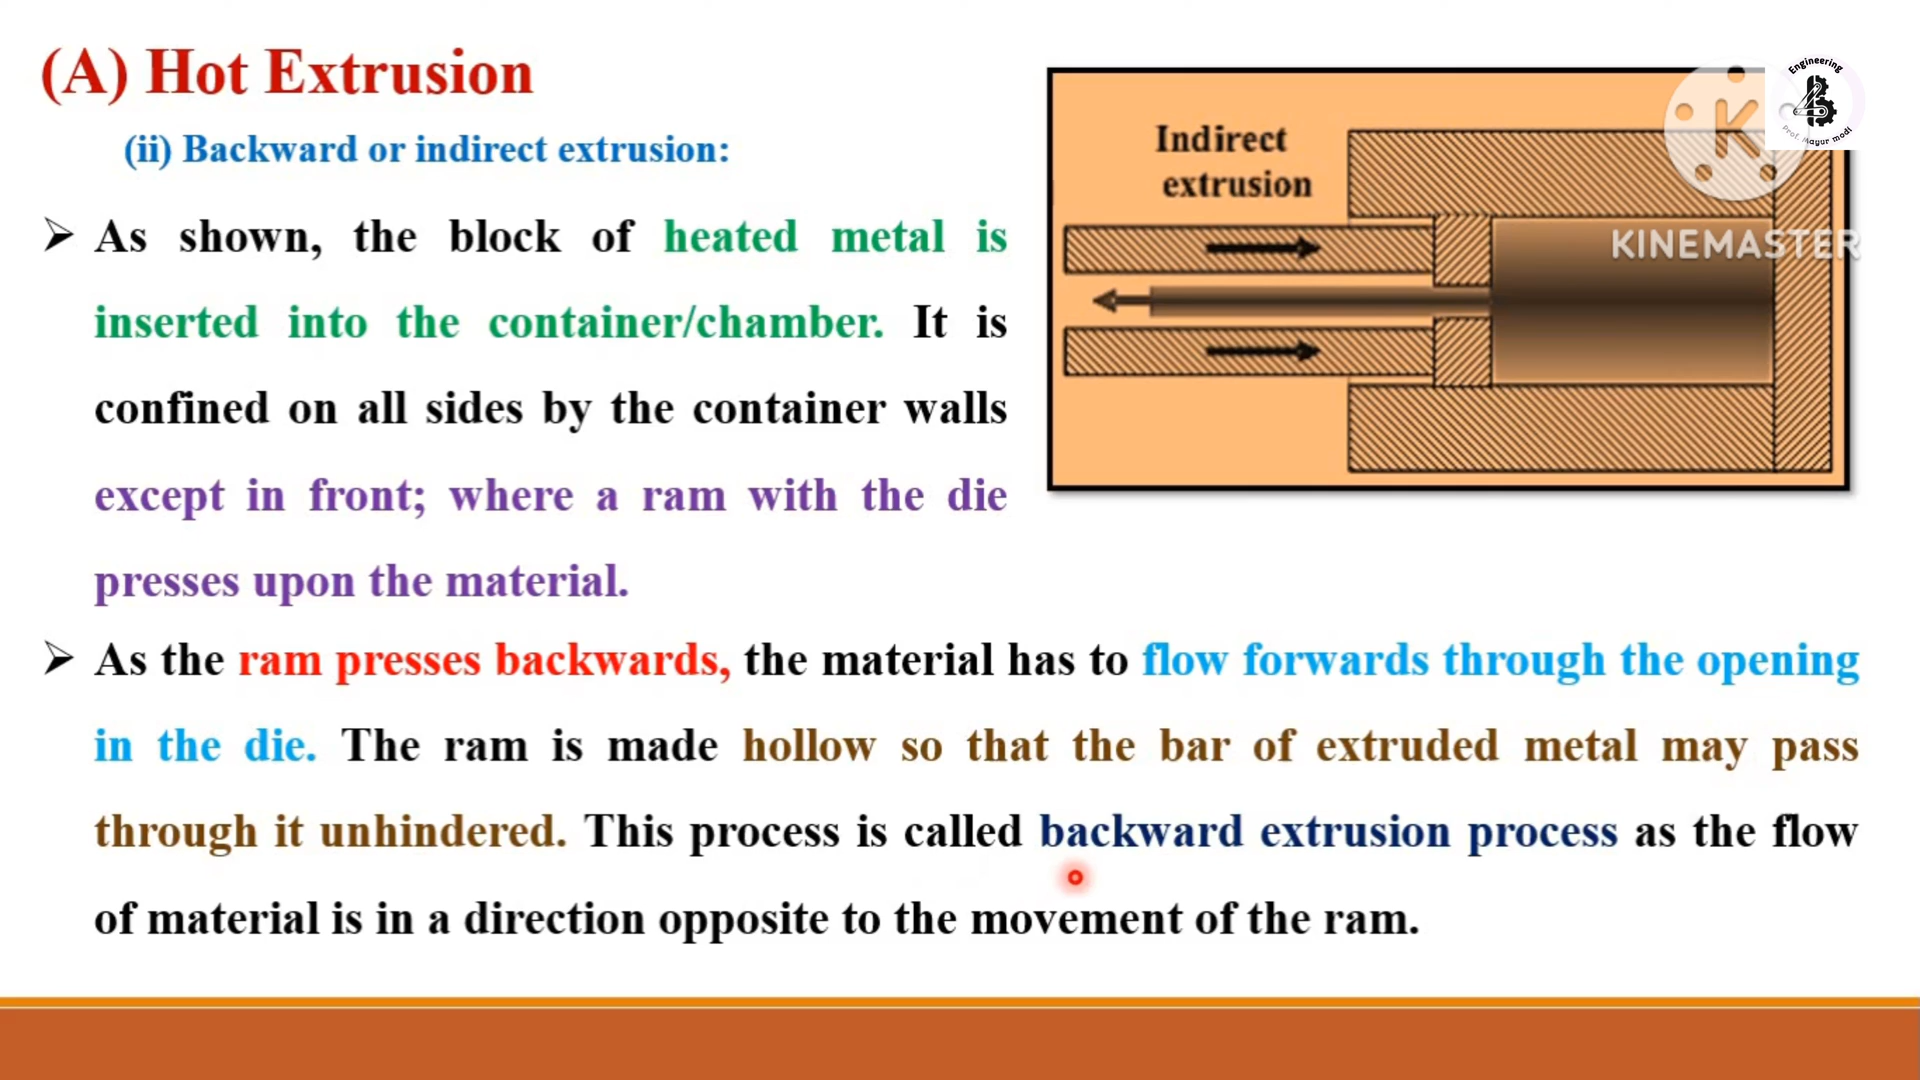 (A) Hot Extrusion
(ii) Backward or indirect extrusion:
➢ As shown, the block of heated metal is
inserted into the container/chamber. It is
confined on all sides by the container walls
except in front; where a ram with the die
presses upon the material.
➢ As the ram presses backwards, the material has to flow forwards through the opening
in the die. The ram is made hollow so that the bar of extruded metal may pass
through it unhindered. This process is called backward extrusion process as the flow
of material is in a direction opposite to the movement of the ram.
Indirect
extrusion
K
KINEMASTER
Engineering
Prof. Mayur modi